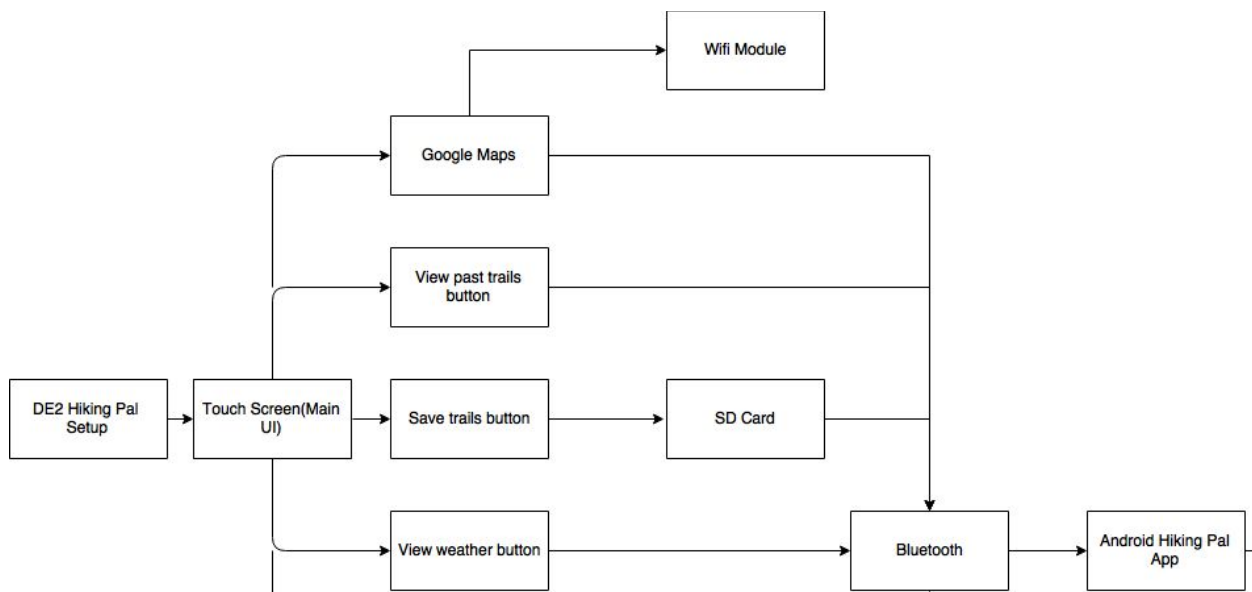 Wifi Module
Google Maps
View past trails
button
DE2 Hiking Pal
Setup
Touch Screen(Main
UI)
Save trails button
SD Card
View weather button
Bluetooth
Android Hiking Pal
App